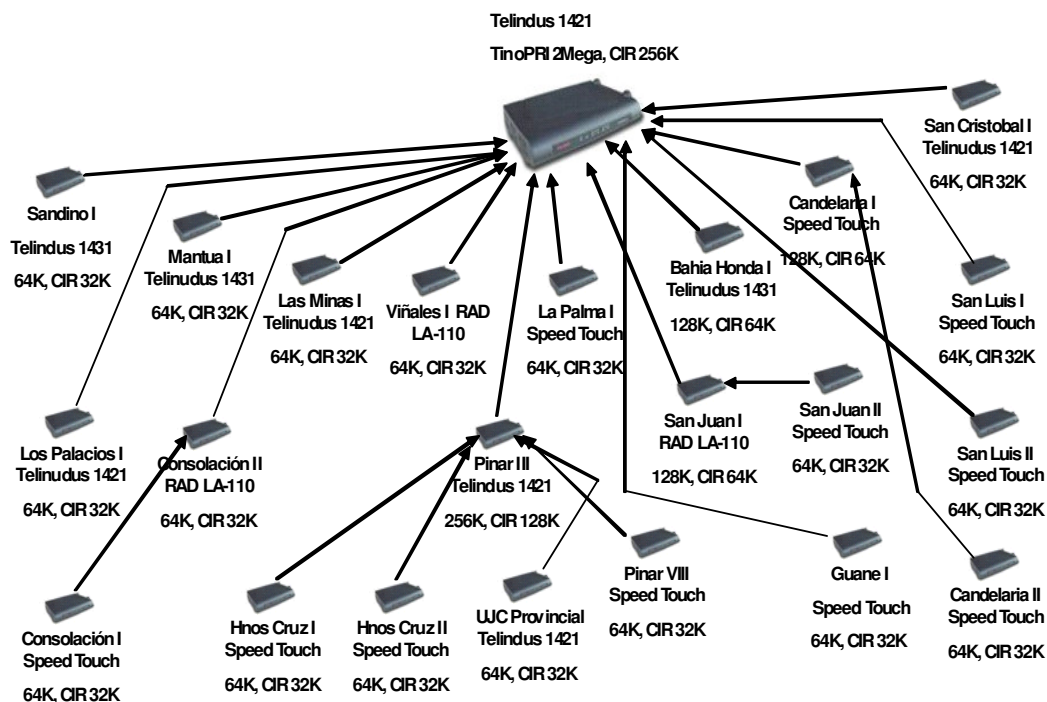 Telindus 1421
TinoPRI 2Mega, CIR 256K
San Cristobal I
Telinudus 1421
64K, CIR 32K
Sandino I
Telindus 1431
64K, CIR 32K
Mantua I
Telinudus 1431
64K, CIR 32K
Las Minas I
Telinudus 1421
64K, CIR 32K
Viñales I RAD
LA-110
64K, CIR 32K
La Palma I
Speed Touch
64K, CIR 32K
Bahia Honda I
Telinudus 1431
128K, CIR 64K
Candelaria I
Speed Touch
128K, CIR 64K
San Luis I
Speed Touch
64K, CIR 32K
Los Palacios I
Telinudus 1421
64K, CIR 32K
Consolación II
RAD LA-110
64K, CIR 32K
Pinar III
Telindus 1421
256K, CIR 128K
San Juan I
RAD LA-110
128K, CIR 64K
San Juan II
Speed Touch
64K, CIR 32K
San Luis II
Speed Touch
64K, CIR 32K
Consolación I
Speed Touch
64K, CIR 32K
Hnos Cruz I
Speed Touch
64K, CIR 32K
Hnos Cruz II
Speed Touch
64K, CIR 32K
UJC Provincial
Telindus 1421
64K, CIR 32K
Pinar VIII
Speed Touch
64K, CIR 32K
Guane I
Speed Touch
64K, CIR 32K
Candelaria II
Speed Touch
64K, CIR 32K